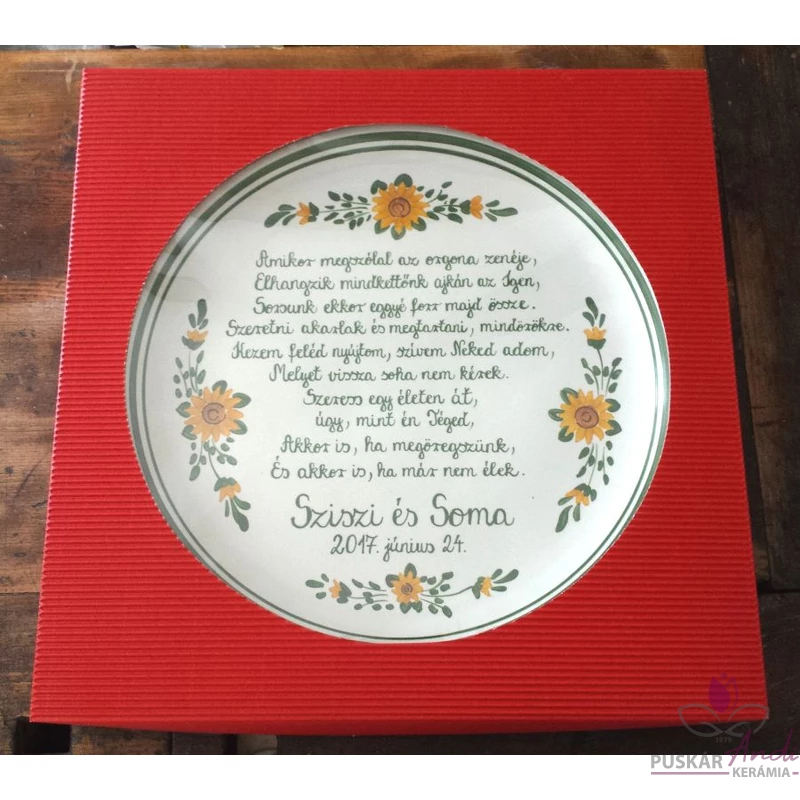 Amikor megszólal az orgona zenéje,
Elhangzik mindkettőnk ajkán az Igen,
Sorsunk ekkor eggyé forr majd össze.
Szeretni akarlak és megtartani, mindörökre.
Kezem feléd nyújtom, szívem Neked adom,
Melyet vissza soha nem kérek.
Szeress egy életen át,
úgy, mint én Téged,
Akkor is, ha megöregszünk,
És akkor is, ha már nem élek.
Sziszi és Soma
2017. június 24.
1979
PUSKÁR Andi
KERÁMIA